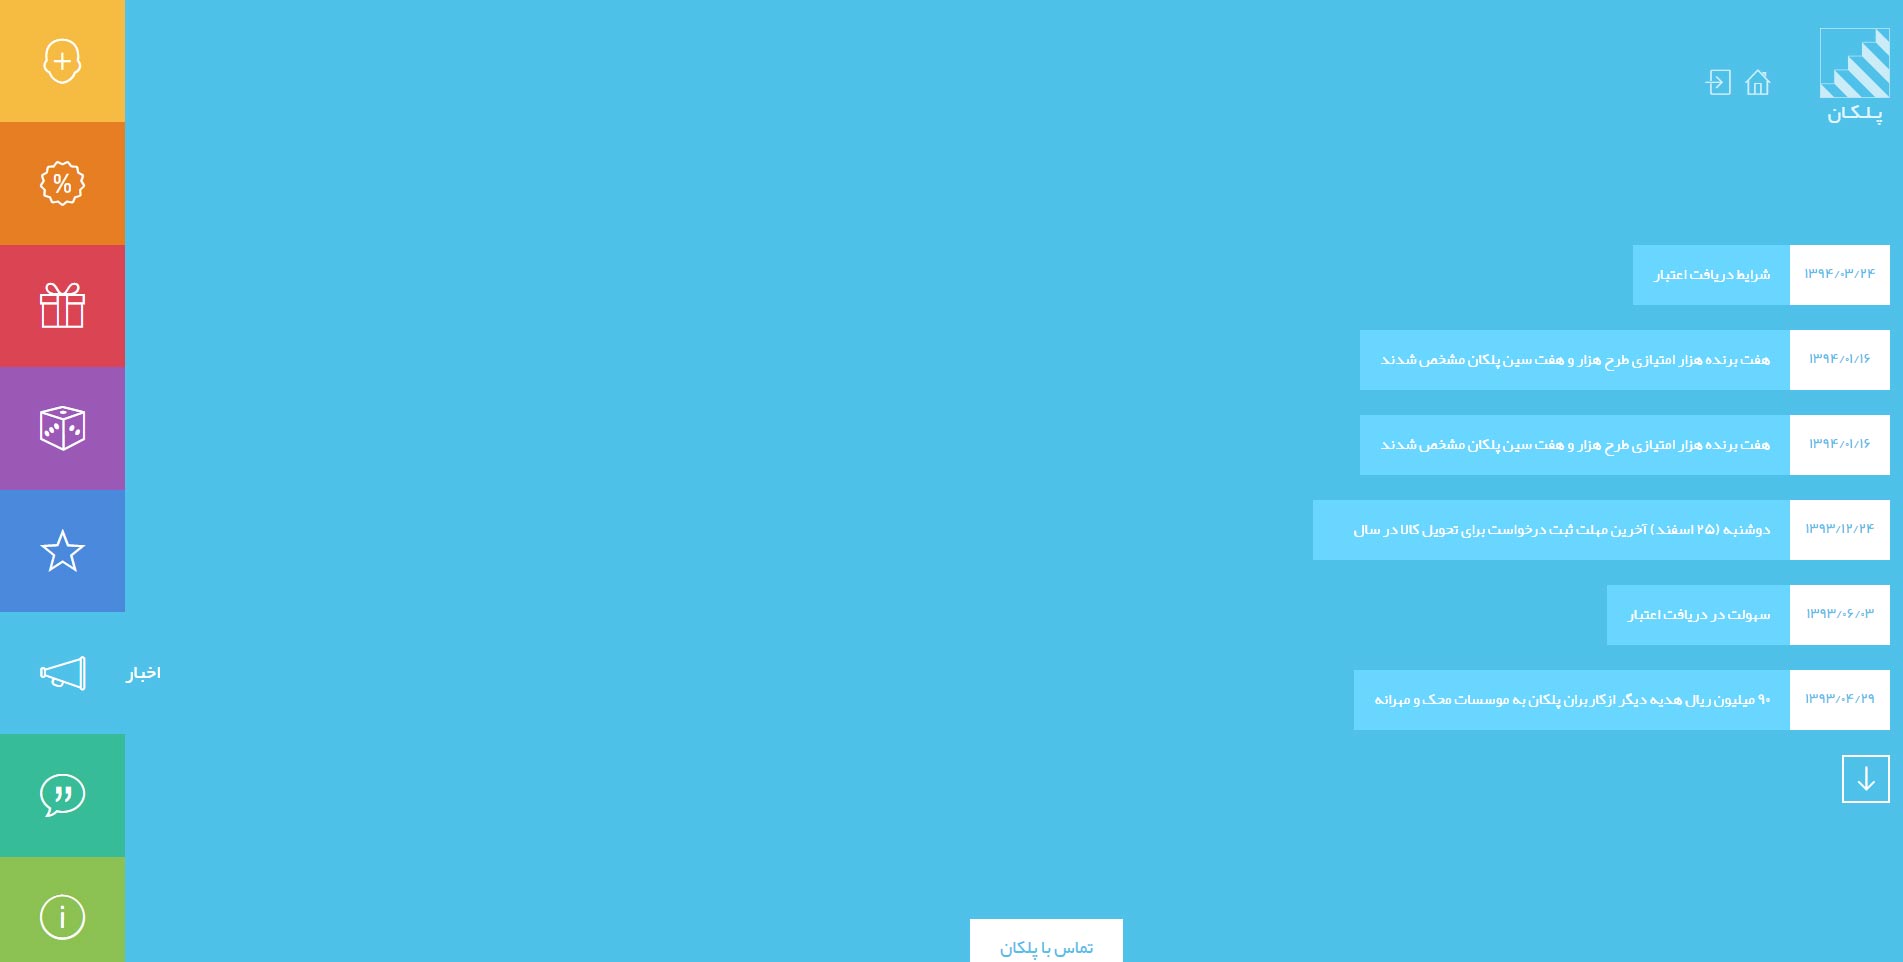 پلکان
۱۳۹۴/۰۳/۲۴ شرایط دریافت اعتبار
۱۳۹۴/۰۱/۱۶ هفت برنده هزار امتیازی طرح هزار و هفت سین پلکان مشخص شدند
۱۳۹۴/۰۱/۱۶ هفت برنده هزار امتیازی طرح هزار و هفت سین پلکان مشخص شدند
۱۳۹۳/۱۲/۲۴ دوشنبه (۲۵ اسفند) آخرین مهلت ثبت درخواست برای تحویل کالا در سال
۱۳۹۳/۰۶/۰۳ سهولت در دریافت اعتبار
اخبار
۱۳۹۳/۰۴/۲۹ ۹۰ میلیون ریال هدیه دیگر ازکاربران پلکان به موسسات محک و مهرانه
تماس با پلکان